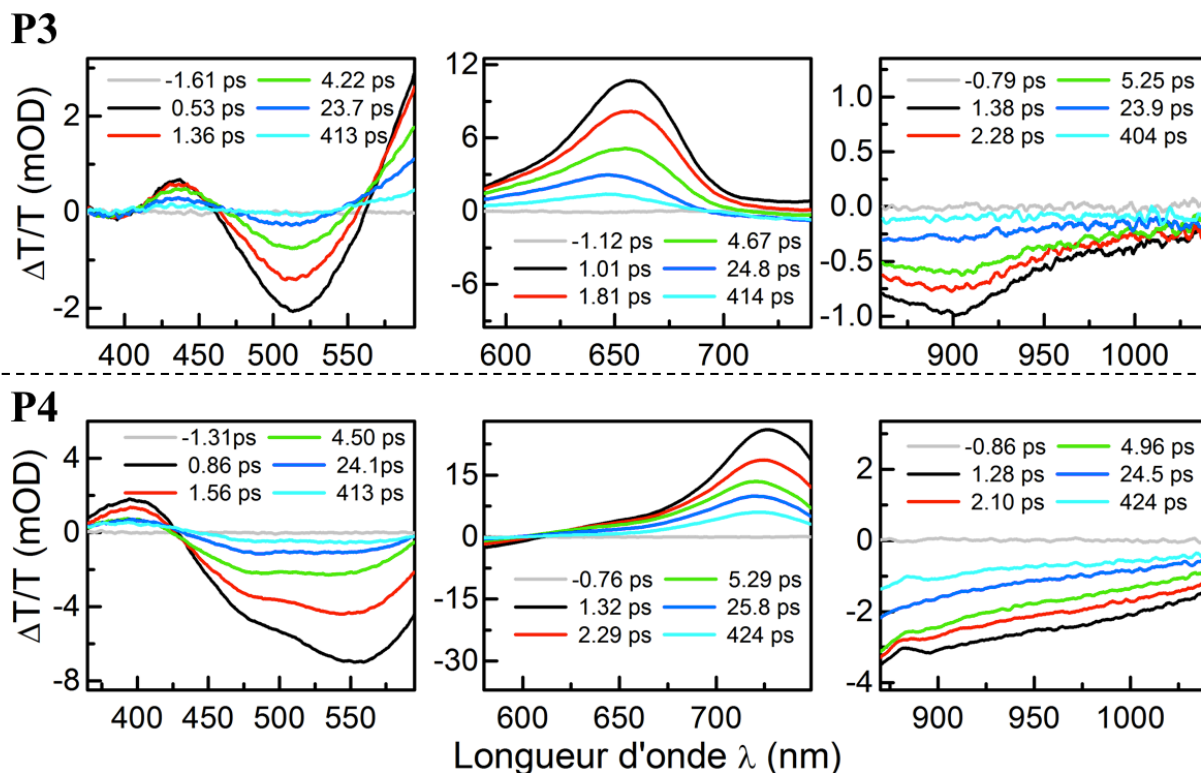 P3
ΔT/T (mOD)
2
0
-2
-1.61 ps 4.22 ps
0.53 ps 23.7 ps
1.36 ps 413 ps
400 450 500 550
12
6
0
-6
-1.12 ps 4.67 ps
1.01 ps 24.8 ps
1.81 ps 414 ps
600 650 700
1.0
0.5
0.0
-0.5
-1.0
-0.79 ps 5.25 ps
1.38 ps 23.9 ps
2.28 ps 404 ps
900 950 1000
P4
ΔT/T (mOD)
4
0
-4
-8
-1.31ps 4.50 ps
0.86 ps 24.1ps
1.56 ps 413 ps
400 450 500 550
15
0
-15
-30
-0.76 ps 5.29 ps
1.32 ps 25.8 ps
2.29 ps 424 ps
600 650 700
2
0
-2
-4
-0.86 ps 4.96 ps
1.28 ps 24.5 ps
2.10 ps 424 ps
900 950 1000
Longueur d'onde λ (nm)